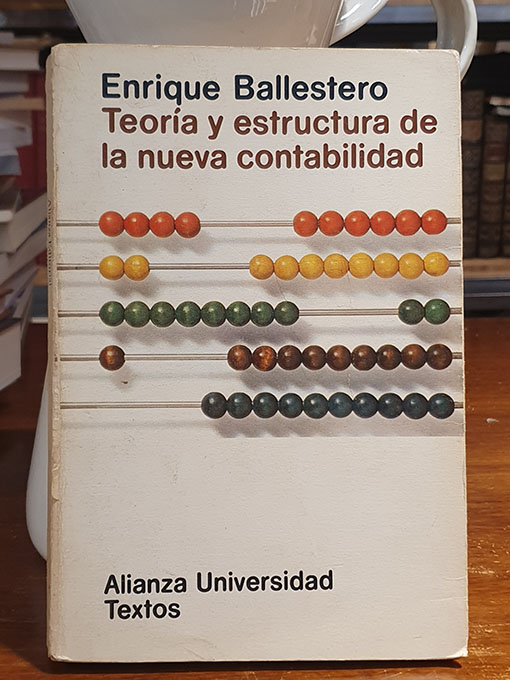 Enrique Ballestero
Teoría y estructura de
la nueva contabilidad
Alianza Universidad
Textos